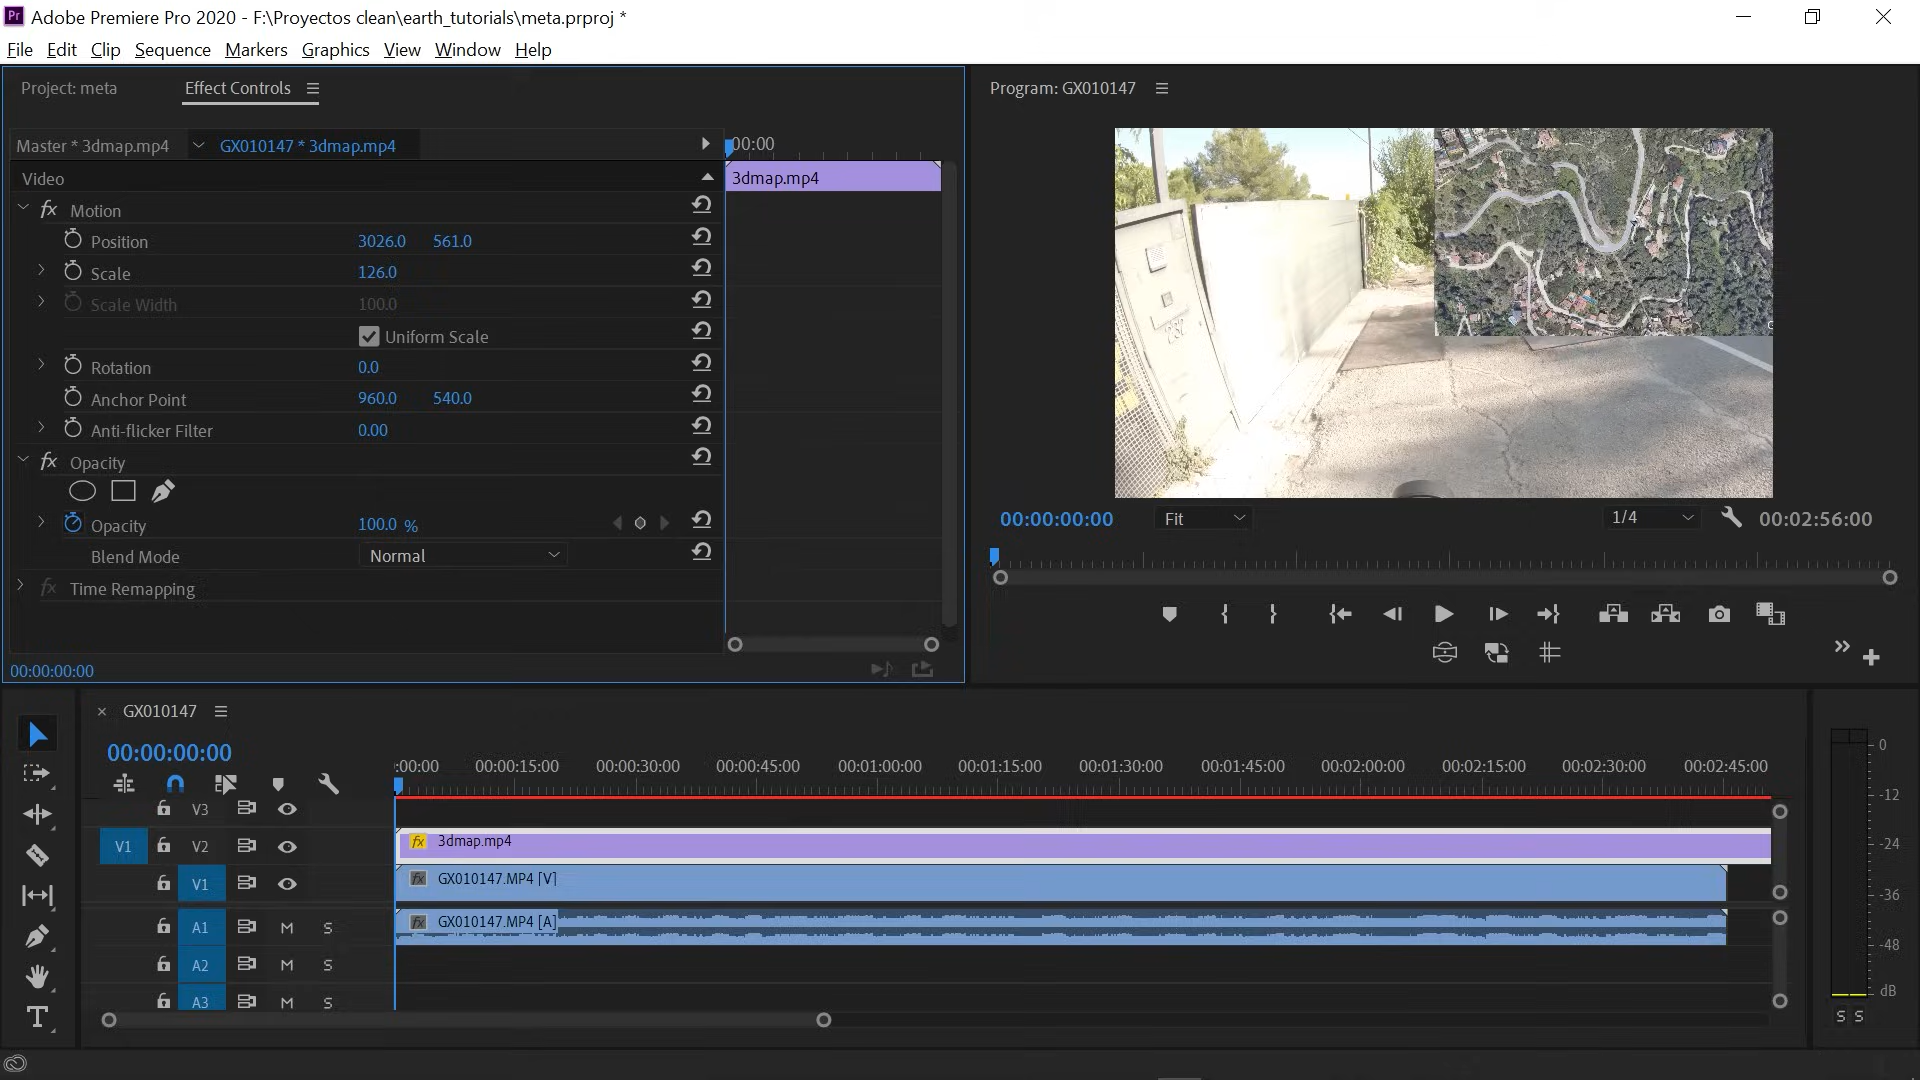 Pr Adobe Premiere Pro 2020 - F:\Proyectos clean\earth_tutorials\meta.prproj *
File Edit Clip Sequence Markers Graphics View Window Help
Project: meta Effect Controls
Master * 3dmap.mp4 GX010147 * 3dmap.mp4
:00:00
Video
3dmap.mp4
fx Motion
Position 3026.0 561.0
Scale 126.0
Scale Width 100.0
Uniform Scale
Rotation 0.0
Anchor Point 960.0 540.0
Anti-flicker Filter 0.00
fx Opacity
Opacity 100.0 %
Blend Mode Normal
fx Time Remapping
00:00:00:00
Program: GX010147
00:00:00:00 Fit 1/4 00:02:56:00
× GX010147
00:00:00:00
:00:00 00:00:15:00 00:00:30:00 00:00:45:00 00:01:00:00 00:01:15:00 00:01:30:00 00:01:45:00 00:02:00:00 00:02:15:00 00:02:30:00 00:02:45:00
V3
V1 V2 fx 3dmap.mp4
V1 fx GX010147.MP4 [V]
A1 M S fx GX010147.MP4 [A]
A2 M S
A3 M S
0
-12
-24
-36
-48
dB
S S